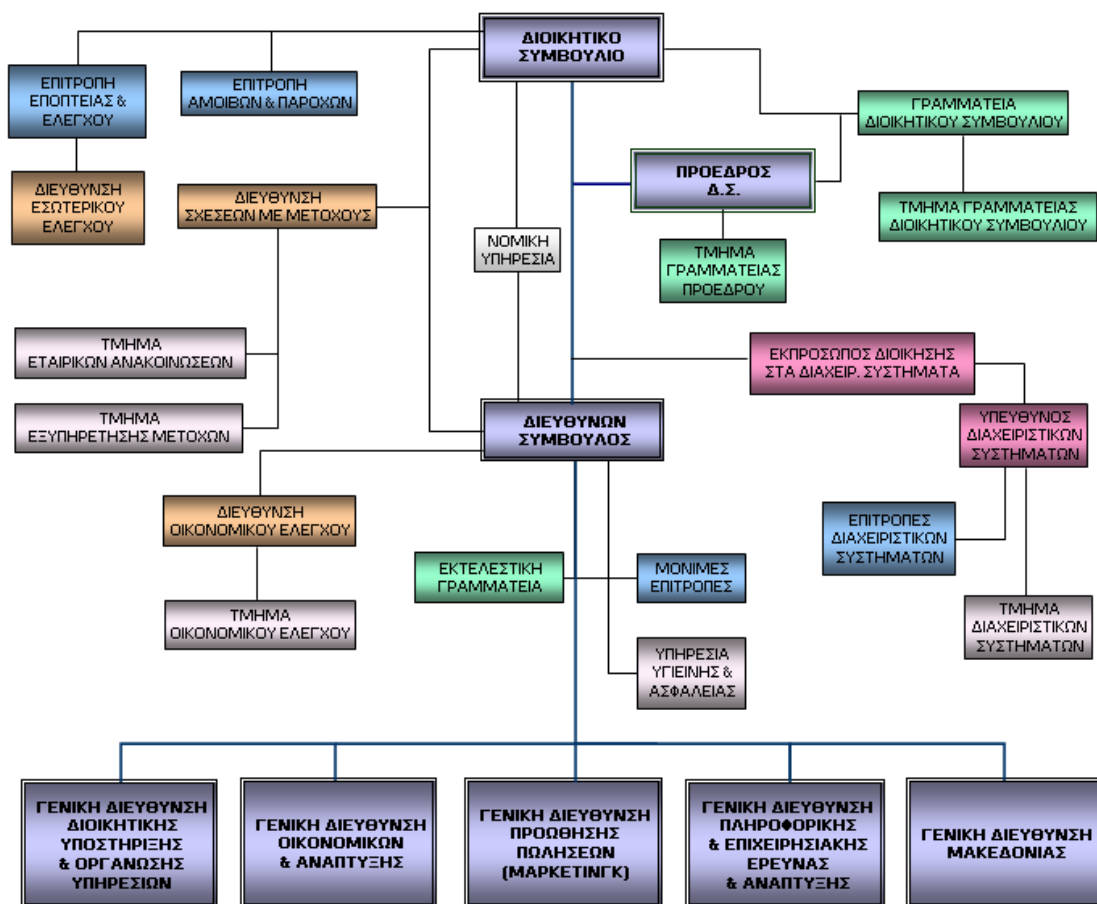 ΔΙΟΙΚΗΤΙΚΟ
ΣΥΜΒΟΥΛΙΟ
ΕΠΙΤΡΟΠΗ
ΕΠΟΠΤΕΙΑΣ &
ΕΛΕΓΧΟΥ
ΕΠΙΤΡΟΠΗ
ΑΜΟΙΒΩΝ & ΠΑΡΟΧΩΝ
ΓΡΑΜΜΑΤΕΙΑ
ΔΙΟΙΚΗΤΙΚΟΥ ΣΥΜΒΟΥΛΙΟΥ
ΔΙΕΥΘΥΝΣΗ
ΕΣΩΤΕΡΙΚΟΥ
ΕΛΕΓΧΟΥ
ΔΙΕΥΘΥΝΣΗ
ΣΧΕΣΕΩΝ ΜΕ ΜΕΤΟΧΟΥΣ
ΠΡΟΕΔΡΟΣ
Δ.Σ.
ΤΜΗΜΑ ΓΡΑΜΜΑΤΕΙΑΣ
ΔΙΟΙΚΗΤΙΚΟΥ ΣΥΜΒΟΥΛΙΟΥ
ΝΟΜΙΚΗ
ΥΠΗΡΕΣΙΑ
ΤΜΗΜΑ
ΓΡΑΜΜΑΤΕΙΑΣ
ΠΡΟΕΔΡΟΥ
ΤΜΗΜΑ
ΕΤΑΙΡΙΚΩΝ ΑΝΑΚΟΙΝΩΣΕΩΝ
ΕΚΠΡΟΣΩΠΟΣ ΔΙΟΙΚΗΣΗΣ
ΣΤΑ ΔΙΑΧΕΙΡ. ΣΥΣΤΗΜΑΤΑ
ΤΜΗΜΑ
ΕΞΥΠΗΡΕΤΗΣΗΣ ΜΕΤΟΧΩΝ
ΔΙΕΥΘΥΝΩΝ
ΣΥΜΒΟΥΛΟΣ
ΥΠΕΥΘΥΝΟΣ
ΔΙΑΧΕΙΡΙΣΤΙΚΩΝ
ΣΥΣΤΗΜΑΤΩΝ
ΔΙΕΥΘΥΝΣΗ
ΟΙΚΟΝΟΜΙΚΟΥ ΕΛΕΓΧΟΥ
ΕΠΙΤΡΟΠΕΣ
ΔΙΑΧΕΙΡΙΣΤΙΚΩΝ
ΣΥΣΤΗΜΑΤΩΝ
ΕΚΤΕΛΕΣΤΙΚΗ
ΓΡΑΜΜΑΤΕΙΑ
ΜΟΝΙΜΕΣ
ΕΠΙΤΡΟΠΕΣ
ΤΜΗΜΑ
ΟΙΚΟΝΟΜΙΚΟΥ ΕΛΕΓΧΟΥ
ΤΜΗΜΑ
ΔΙΑΧΕΙΡΙΣΤΙΚΩΝ
ΣΥΣΤΗΜΑΤΩΝ
ΥΠΗΡΕΣΙΑ
ΥΓΙΕΙΝΗΣ &
ΑΣΦΑΛΕΙΑΣ
ΓΕΝΙΚΗ ΔΙΕΥΘΥΝΣΗ
ΔΙΟΙΚΗΤΙΚΗΣ
ΥΠΟΣΤΗΡΙΞΗΣ
& ΟΡΓΑΝΩΣΗΣ
ΥΠΗΡΕΣΙΩΝ
ΓΕΝΙΚΗ ΔΙΕΥΘΥΝΣΗ
ΟΙΚΟΝΟΜΙΚΩΝ
& ΑΝΑΠΤΥΞΗΣ
ΓΕΝΙΚΗ ΔΙΕΥΘΥΝΣΗ
ΠΡΟΩΘΗΣΗΣ
ΠΩΛΗΣΕΩΝ
(ΜΑΡΚΕΤΙΝΓΚ)
ΓΕΝΙΚΗ ΔΙΕΥΘΥΝΣΗ
ΠΛΗΡΟΦΟΡΙΚΗΣ
& ΕΠΙΧΕΙΡΗΣΙΑΚΗΣ
ΕΡΕΥΝΑΣ
& ΑΝΑΠΤΥΞΗΣ
ΓΕΝΙΚΗ ΔΙΕΥΘΥΝΣΗ
ΜΑΚΕΔΟΝΙΑΣ